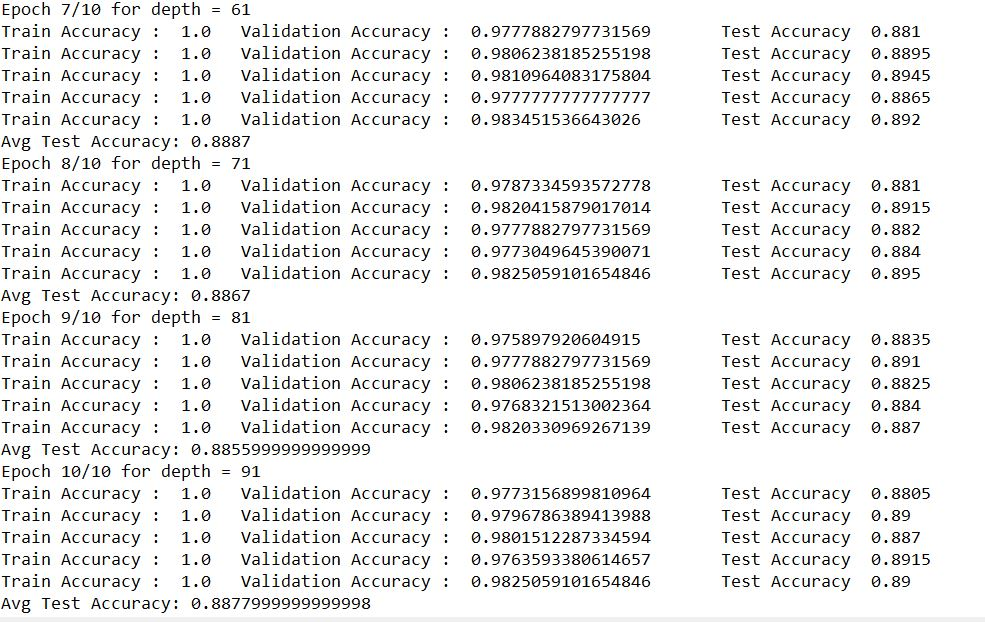 Epoch 7/10 for depth = 61
Train Accuracy :  1.0   Validation Accuracy :  0.9777882797731569       Test Accuracy  0.881
Train Accuracy :  1.0   Validation Accuracy :  0.9806238185255198       Test Accuracy  0.8895
Train Accuracy :  1.0   Validation Accuracy :  0.9810964083175804       Test Accuracy  0.8945
Train Accuracy :  1.0   Validation Accuracy :  0.9777777777777777       Test Accuracy  0.8865
Train Accuracy :  1.0   Validation Accuracy :  0.983451536643026        Test Accuracy  0.892
Avg Test Accuracy: 0.8887
Epoch 8/10 for depth = 71
Train Accuracy :  1.0   Validation Accuracy :  0.9787334593572778       Test Accuracy  0.881
Train Accuracy :  1.0   Validation Accuracy :  0.9820415879017014       Test Accuracy  0.8915
Train Accuracy :  1.0   Validation Accuracy :  0.9777882797731569       Test Accuracy  0.882
Train Accuracy :  1.0   Validation Accuracy :  0.9773049645390071       Test Accuracy  0.884
Train Accuracy :  1.0   Validation Accuracy :  0.9825059101654846       Test Accuracy  0.895
Avg Test Accuracy: 0.8867
Epoch 9/10 for depth = 81
Train Accuracy :  1.0   Validation Accuracy :  0.975897920604915        Test Accuracy  0.8835
Train Accuracy :  1.0   Validation Accuracy :  0.9777882797731569       Test Accuracy  0.891
Train Accuracy :  1.0   Validation Accuracy :  0.9806238185255198       Test Accuracy  0.8825
Train Accuracy :  1.0   Validation Accuracy :  0.9768321513002364       Test Accuracy  0.884
Train Accuracy :  1.0   Validation Accuracy :  0.9820330969267139       Test Accuracy  0.887
Avg Test Accuracy: 0.8855999999999999
Epoch 10/10 for depth = 91
Train Accuracy :  1.0   Validation Accuracy :  0.9773156899810964       Test Accuracy  0.8805
Train Accuracy :  1.0   Validation Accuracy :  0.9796786389413988       Test Accuracy  0.89
Train Accuracy :  1.0   Validation Accuracy :  0.9801512287334594       Test Accuracy  0.887
Train Accuracy :  1.0   Validation Accuracy :  0.9763593380614657       Test Accuracy  0.8915
Train Accuracy :  1.0   Validation Accuracy :  0.9825059101654846       Test Accuracy  0.89
Avg Test Accuracy: 0.8877999999999998